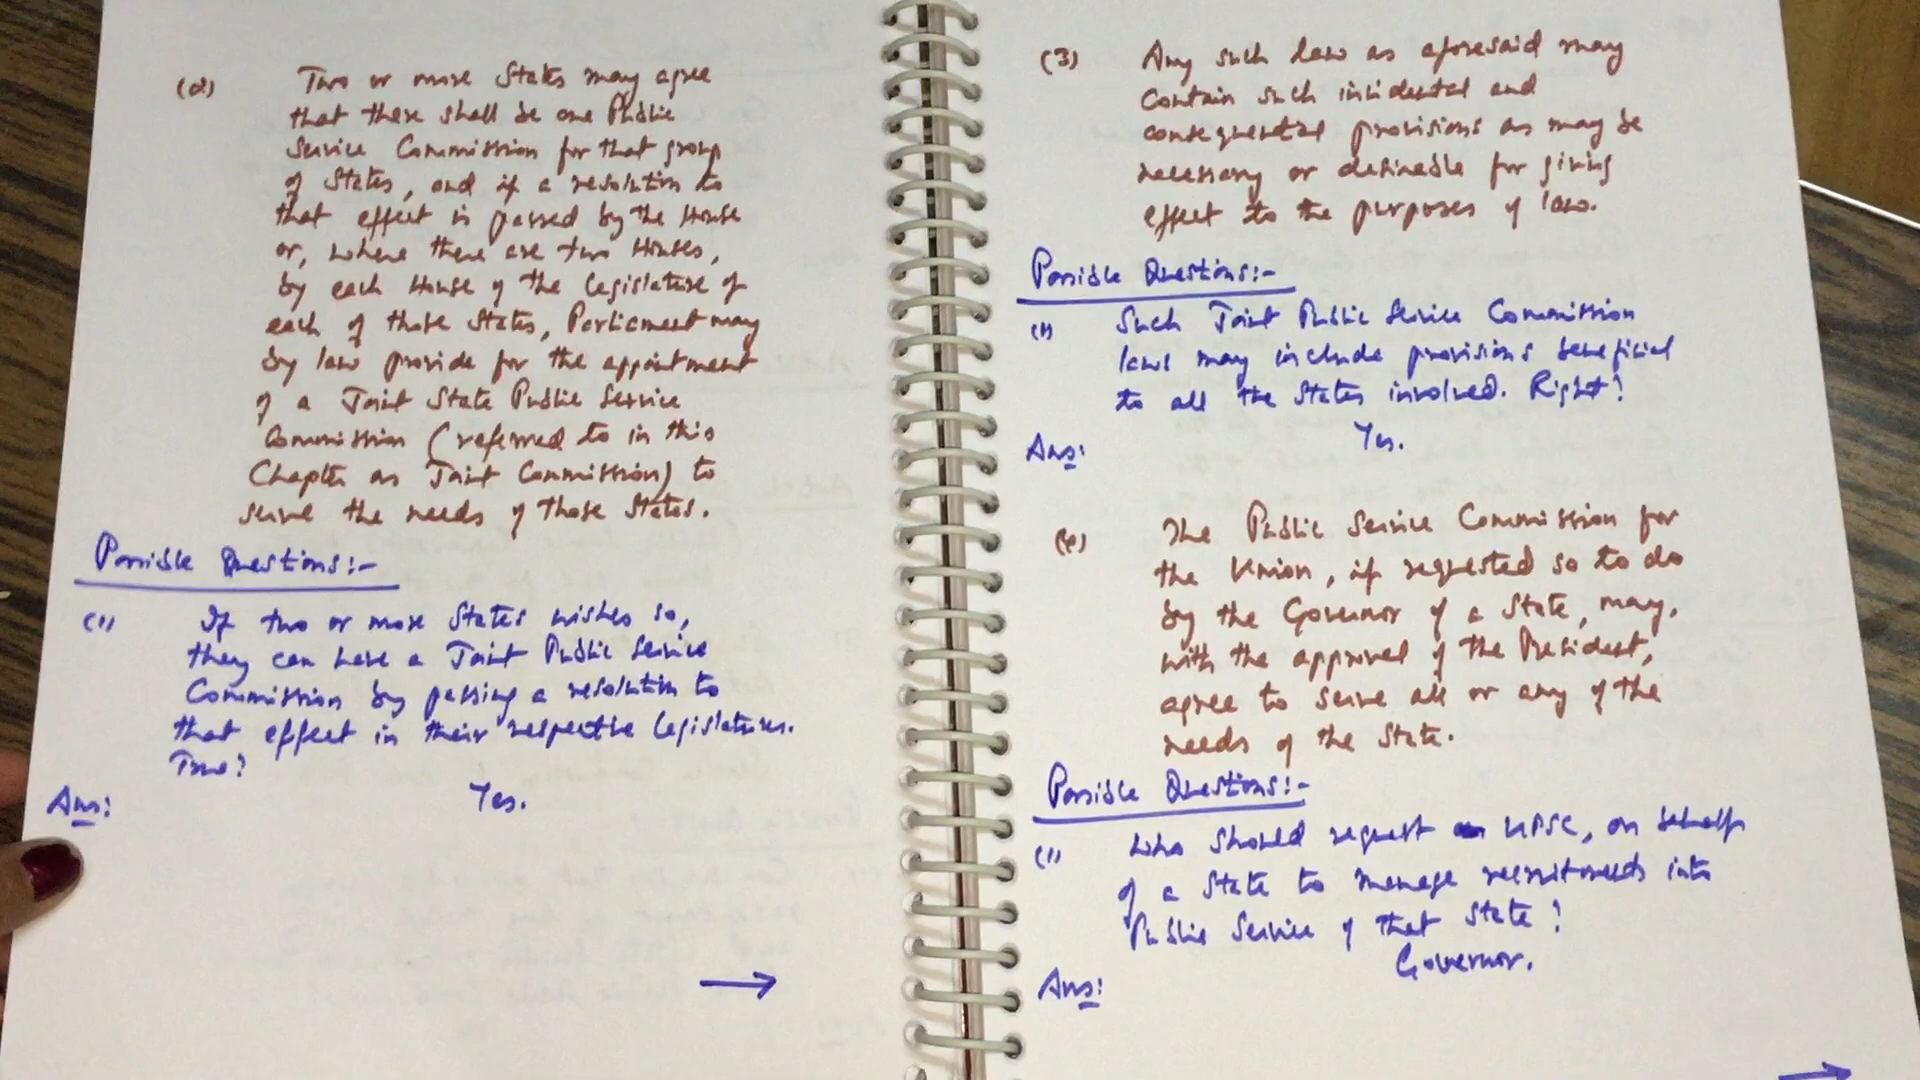 (2) Two or more States may agree
that there shall be one Public
Service Commission for that group
of States, and if a resolution to
that effect is passed by the House
or, where there are two Houses,
by each House of the Legislature of
each of those States, Parliament may
by law provide for the appointment
of a Joint State Public Service
Commission (referred to in this
Chapter as Joint Commission) to
serve the needs of those States.
Possible Questions:-
(1) If two or more States wishes so,
they can have a Joint Public Service
Commission by passing a resolution to
that effect in their respective Legislatures.
True?
Ans: Yes.
(3) Any such law as aforesaid may
contain such incidental and
consequential provisions as may be
necessary or desirable for giving
effect to the purposes of law.
Possible Questions:-
(1) Such Joint Public Service Commission
laws may include provisions beneficial
to all the States involved. Right?
Ans: Yes.
(4) The Public Service Commission for
the Union, if requested so to do
by the Governor of a State, may,
with the approval of the President,
agree to serve all or any of the
needs of the State.
Possible Questions:-
(1) Who should request UPSC, on behalf
of a State to manage recruitments into
Public Service of that State?
Ans: Governor.